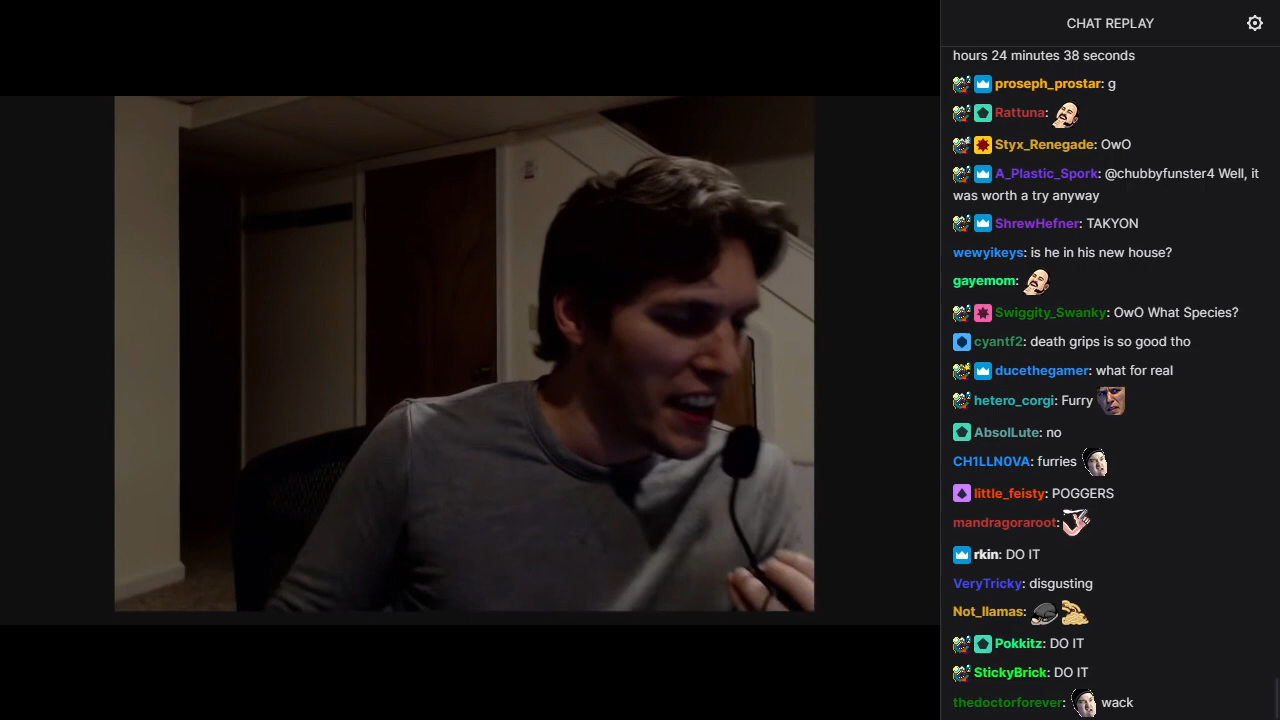 CHAT REPLAY
hours 24 minutes 38 seconds
proseph_prostar: g
Rattuna:
Styx_Renegade: OwO
A_Plastic_Spork: @chubbyfunster4 Well, it
was worth a try anyway
ShrewHefner: TAKYON
wewyikeys: is he in his new house?
gayemom:
Swiggity_Swanky: OwO What Species?
cyantf2: death grips is so good tho
ducethegamer: what for real
hetero_corgi: Furry
AbsolLute: no
CH1LLN0VA: furries
little_feisty: POGGERS
mandragoraroot:
rkin: DO IT
VeryTricky: disgusting
Not_llamas:
Pokkitz: DO IT
StickyBrick: DO IT
thedoctorforever: wack